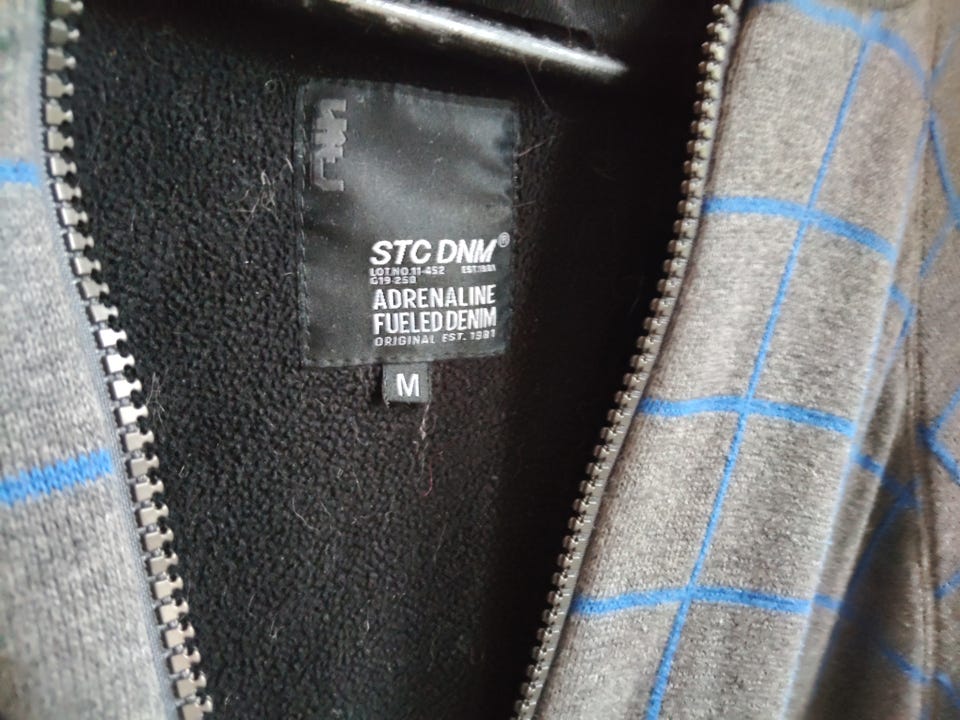 STC DNM®
LOT.NO.11-452 EST.1981
G19-258
ADRENALINE
FUELED DENIM
ORIGINAL EST. 1981
M